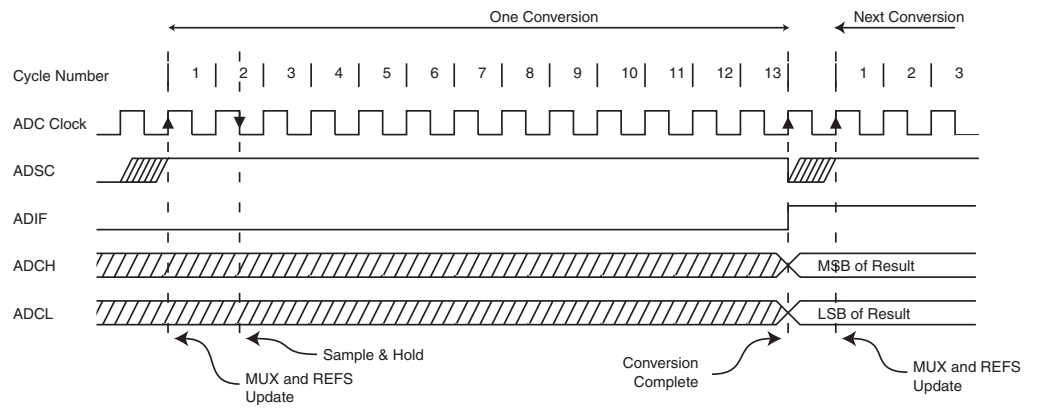 One Conversion
Next Conversion
Cycle Number 1 2 3 4 5 6 7 8 9 10 11 12 13 1 2 3
ADC Clock
ADSC
ADIF
ADCH MSB of Result
ADCL LSB of Result
Sample & Hold
MUX and REFS
Update
Conversion
Complete
MUX and REFS
Update